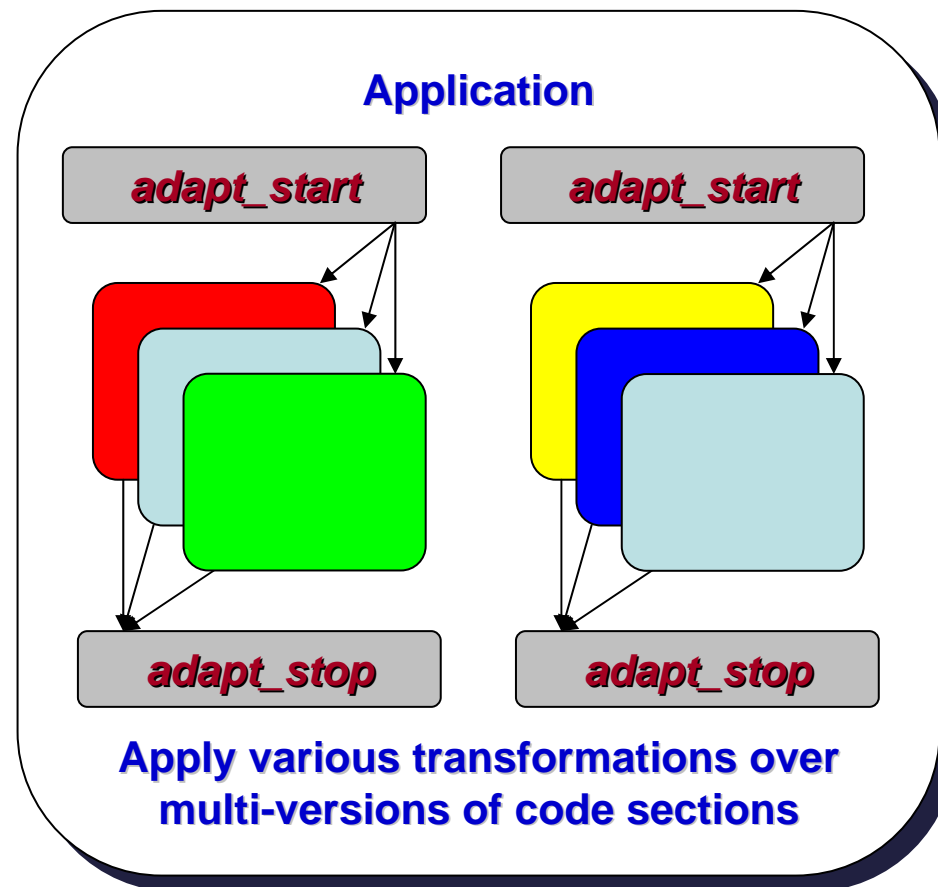 Application
adapt_start
adapt_start
adapt_stop
adapt_stop
Apply various transformations over
multi-versions of code sections